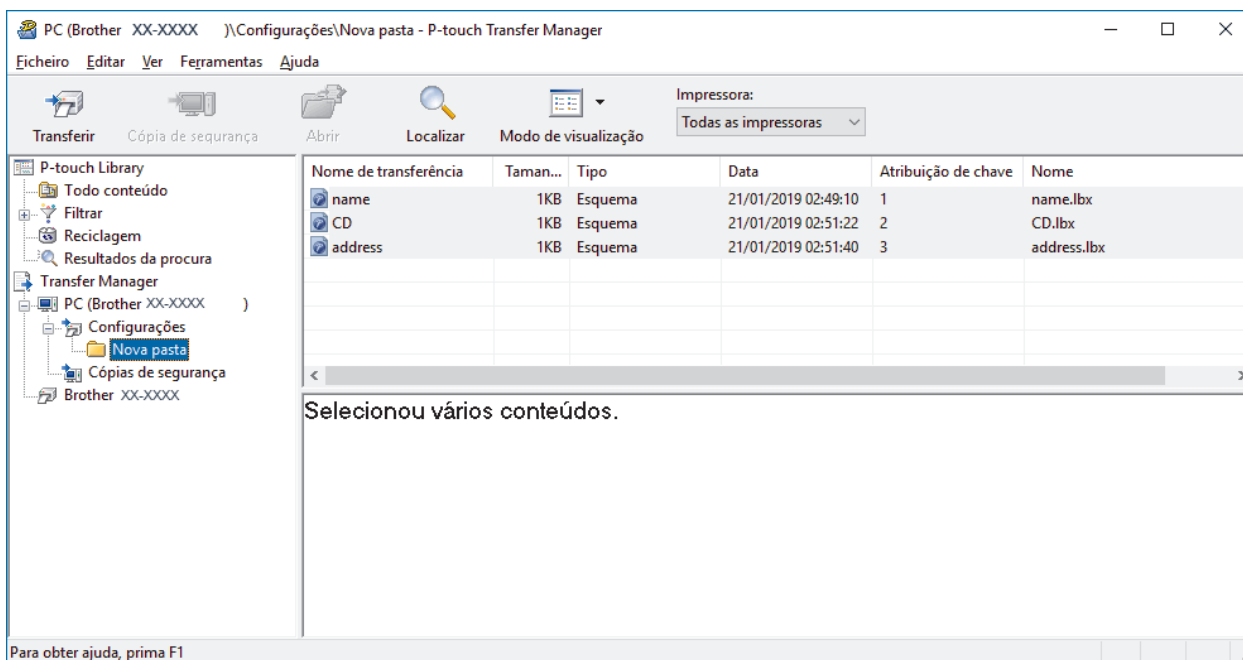 PC (Brother XX-XXXX )\Configurações\Nova pasta - P-touch Transfer Manager
Ficheiro Editar Ver Ferramentas Ajuda
Transferir Cópia de segurança Abrir Localizar Modo de visualização
Impressora:
Todas as impressoras
P-touch Library
Todo conteúdo
Filtrar
Reciclagem
Resultados da procura
Transfer Manager
PC (Brother XX-XXXX )
Configurações
Nova pasta
Cópias de segurança
Brother XX-XXXX
Nome de transferência Taman... Tipo Data Atribuição de chave Nome
name 1KB Esquema 21/01/2019 02:49:10 1 name.lbx
CD 1KB Esquema 21/01/2019 02:51:22 2 CD.lbx
address 1KB Esquema 21/01/2019 02:51:40 3 address.lbx
Selecionou vários conteúdos.
Para obter ajuda, prima F1